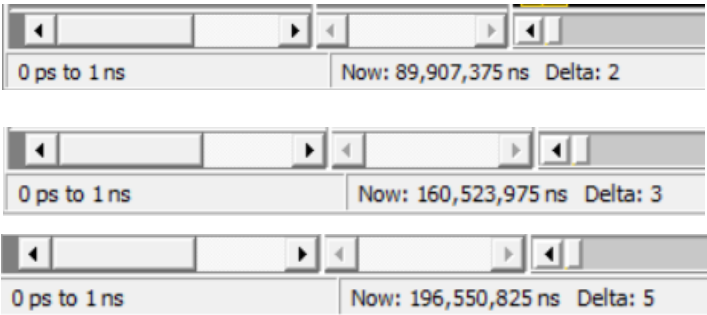 0 ps to 1 ns Now: 89,907,375 ns Delta: 2
0 ps to 1 ns Now: 160,523,975 ns Delta: 3
0 ps to 1 ns Now: 196,550,825 ns Delta: 5